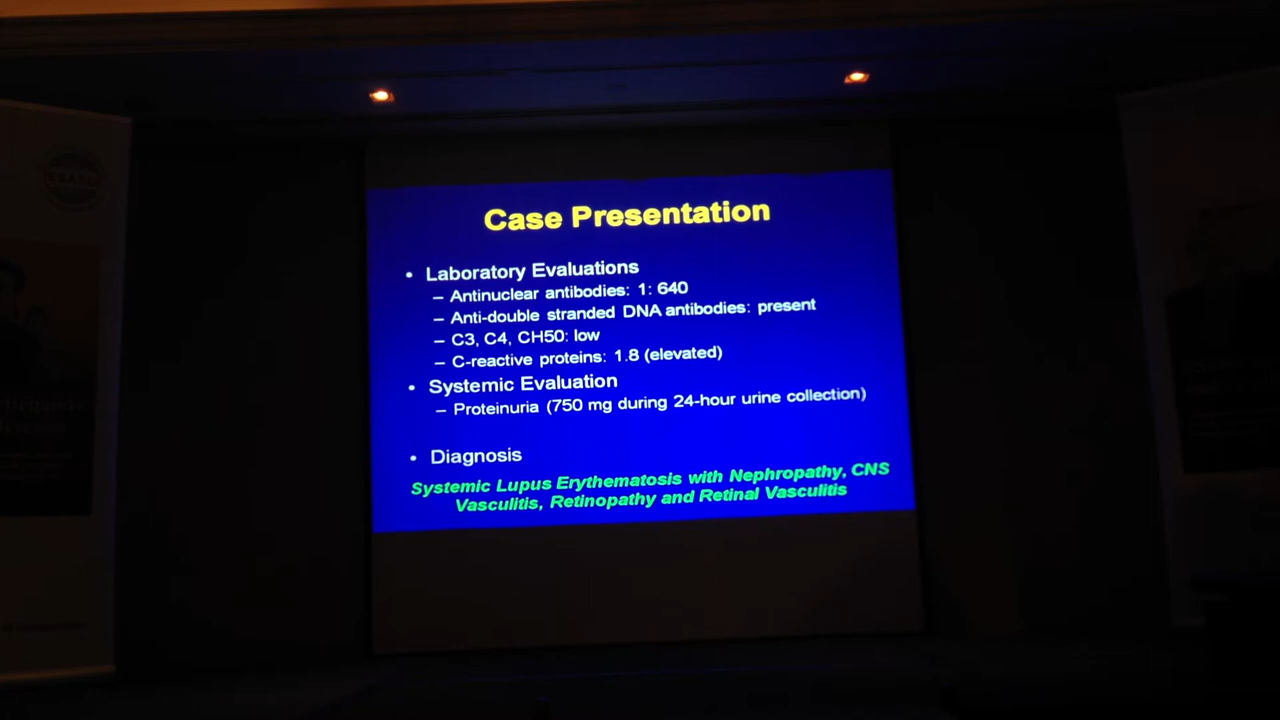 Case Presentation
• Laboratory Evaluations
– Antinuclear antibodies: 1: 640
– Anti-double stranded DNA antibodies: present
– C3, C4, CH50: low
– C-reactive proteins: 1.8 (elevated)
• Systemic Evaluation
– Proteinuria (750 mg during 24-hour urine collection)
• Diagnosis
Systemic Lupus Erythematosis with Nephropathy, CNS
Vasculitis, Retinopathy and Retinal Vasculitis